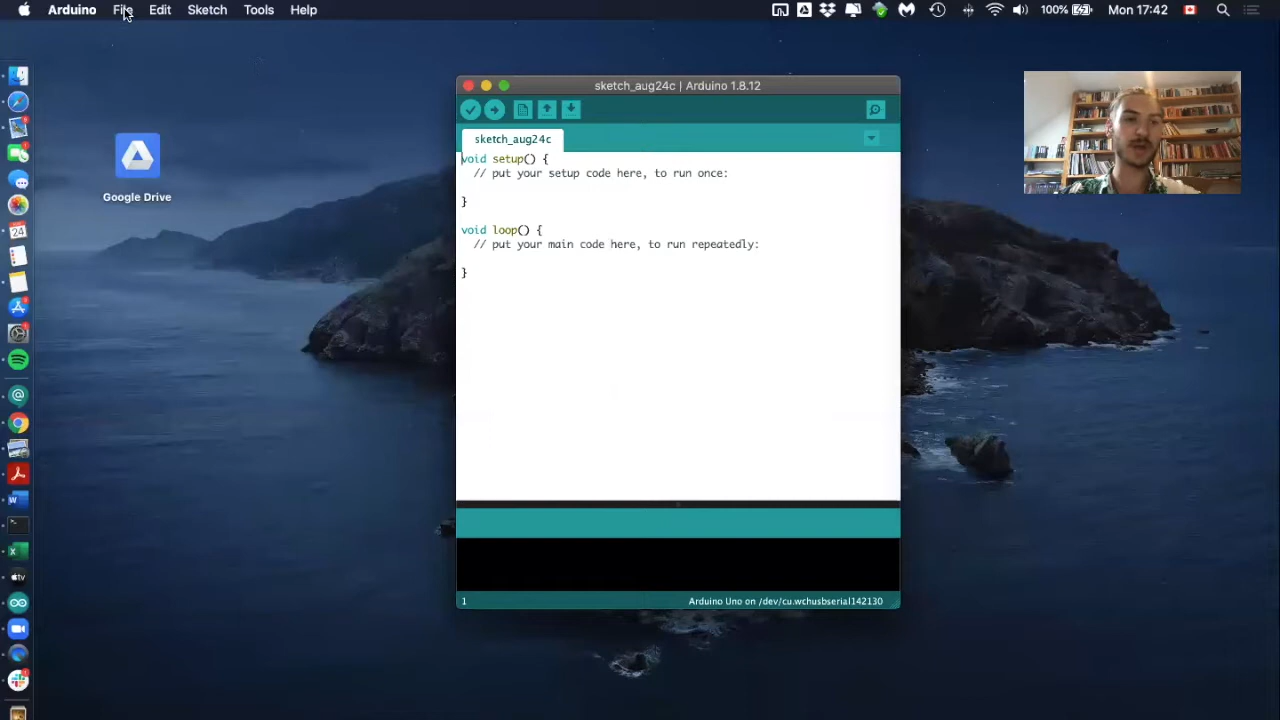 Arduino File Edit Sketch Tools Help 100% Mon 17:42
sketch_aug24c | Arduino 1.8.12
sketch_aug24c
void setup() {
// put your setup code here, to run once:
}
void loop() {
// put your main code here, to run repeatedly:
}
Google Drive
24
1 Arduino Uno on /dev/cu.wchusbserial142130